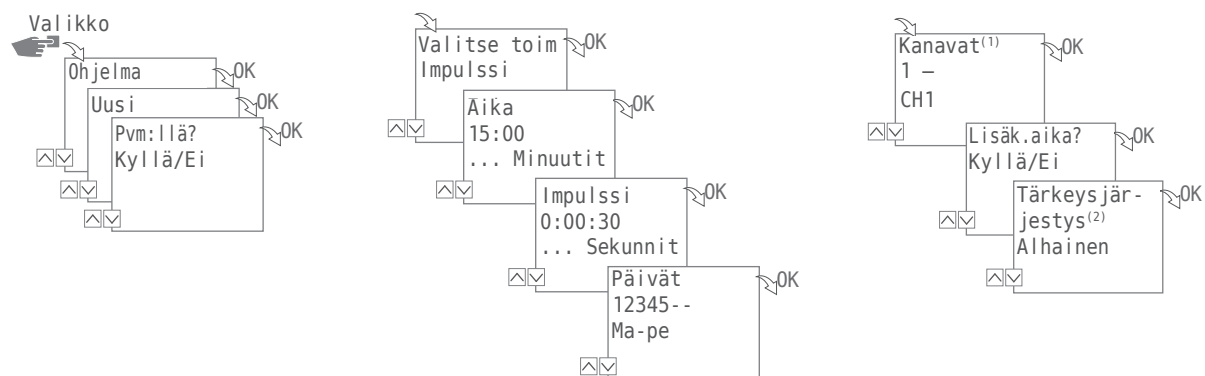 Valikko
Ohjelma
OK
Uusi
OK
Pvm:llä?
OK
Kyllä/Ei
Valitse toim
OK
Impulssi
Aika
OK
15:00
... Minuutit
Impulssi
OK
0:00:30
... Sekunnit
Päivät
OK
12345--
Ma-pe
Kanavat(1)
OK
1 –
CH1
Lisäk.aika?
OK
Kyllä/Ei
Tärkeysjär-
OK
jestys(2)
Alhainen